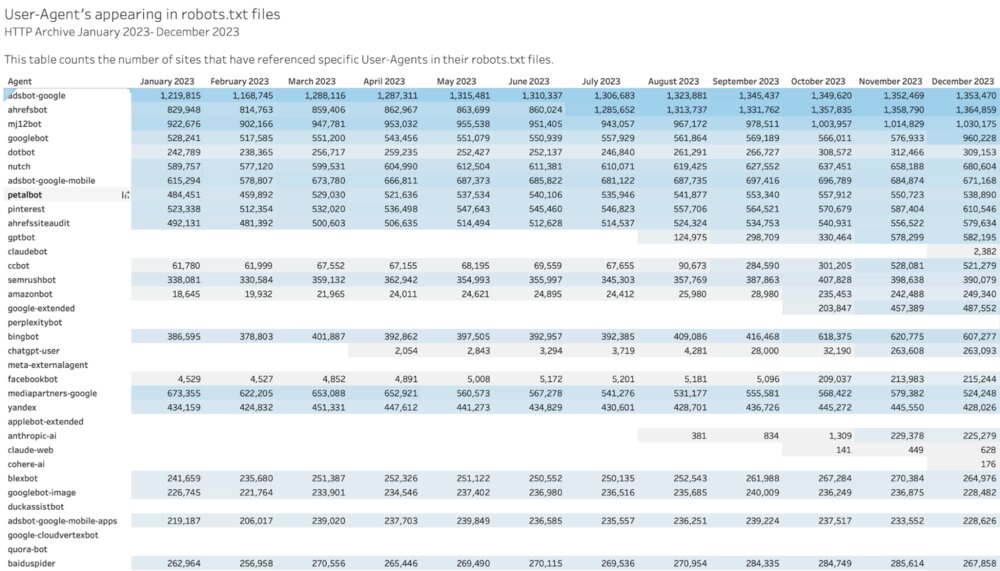 User-Agent's appearing in robots.txt files
HTTP Archive January 2023- December 2023
This table counts the number of sites that have referenced specific User-Agents in their robots.txt files.
Agent January 2023 February 2023 March 2023 April 2023 May 2023 June 2023 July 2023 August 2023 September 2023 October 2023 November 2023 December 2023
adsbot-google 1,219,815 1,168,745 1,288,116 1,287,311 1,315,481 1,310,337 1,306,683 1,323,881 1,345,437 1,349,620 1,352,469 1,353,470
ahrefsbot 829,948 814,763 859,406 862,967 863,699 860,024 1,285,652 1,313,737 1,331,762 1,357,835 1,358,790 1,364,859
mj12bot 922,676 902,166 947,781 953,032 955,538 951,405 943,057 967,172 978,511 1,003,957 1,014,829 1,030,175
googlebot 528,241 517,585 551,200 543,456 551,079 550,939 557,929 561,864 569,189 566,011 576,933 960,228
dotbot 242,789 238,365 256,717 259,235 252,427 252,137 246,840 261,291 266,727 308,572 312,466 309,153
nutch 589,757 577,120 599,531 604,990 612,504 611,381 610,071 619,425 627,552 637,451 658,188 680,604
adsbot-google-mobile 615,294 578,807 673,780 666,811 687,373 685,822 681,122 687,735 697,416 696,789 684,874 671,168
petalbot 484,451 459,892 529,030 521,636 537,534 540,106 535,946 541,877 553,340 557,912 550,723 538,890
pinterest 523,338 512,354 532,020 536,498 547,643 545,460 546,823 557,706 564,521 570,679 587,404 610,546
ahrefssiteaudit 492,131 481,392 500,603 506,635 514,494 512,628 514,537 524,324 534,753 540,931 556,522 579,634
gptbot 124,975 298,709 330,464 578,299 582,195
claudebot 2,382
ccbot 61,780 61,999 67,552 67,155 68,195 69,559 67,655 90,673 284,590 301,205 528,081 521,279
semrushbot 338,081 330,584 359,132 362,942 354,993 355,997 345,303 357,769 387,863 407,828 398,638 390,079
amazonbot 18,645 19,932 21,965 24,011 24,621 24,895 24,412 25,980 28,980 235,453 242,488 249,340
google-extended 203,847 457,389 487,552
perplexitybot
bingbot 386,595 378,803 401,887 392,862 397,505 392,957 392,385 409,086 416,468 618,375 620,775 607,277
chatgpt-user 2,054 2,843 3,294 3,719 4,281 28,000 32,190 263,608 263,093
meta-externalagent
facebookbot 4,529 4,527 4,852 4,891 5,008 5,172 5,201 5,181 5,096 209,037 213,983 215,244
mediapartners-google 673,355 622,205 653,088 652,921 560,573 567,278 541,276 531,177 555,581 568,422 579,382 524,248
yandex 434,159 424,832 451,331 447,612 441,273 434,829 430,601 428,701 436,726 445,272 445,550 428,026
applebot-extended
anthropic-ai 381 834 1,309 229,378 225,279
claude-web 141 449 628
cohere-ai 176
blexbot 241,659 235,680 251,387 252,326 251,122 250,552 250,135 252,543 261,988 267,284 270,384 264,976
googlebot-image 226,745 221,764 233,901 234,546 237,402 236,980 236,516 235,685 240,009 236,249 236,875 228,482
duckassistbot
adsbot-google-mobile-apps 219,187 206,017 239,020 237,703 239,849 236,585 235,557 236,251 239,224 237,517 233,552 228,626
google-cloudvertexbot
quora-bot
baiduspider 262,964 256,958 270,556 265,446 269,490 270,115 269,536 270,954 284,335 284,749 285,614 267,858